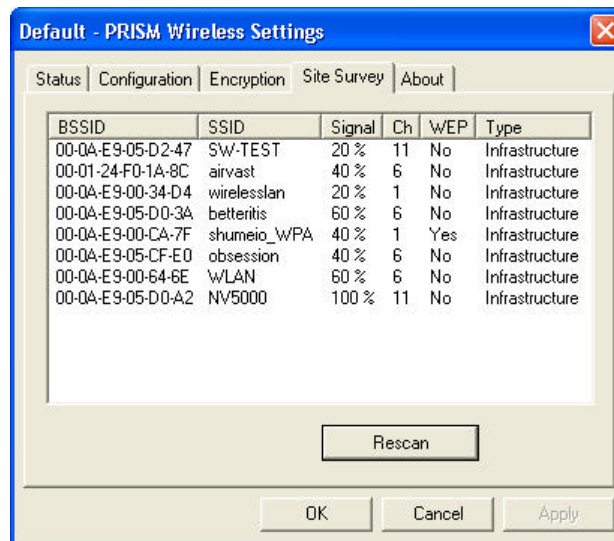 Default - PRISM Wireless Settings
Status Configuration Encryption Site Survey About
BSSID SSID Signal Ch WEP Type
00-0A-E9-05-D2-47 SW-TEST 20 % 11 No Infrastructure
00-01-24-F0-1A-8C airvast 40 % 6 No Infrastructure
00-0A-E9-00-34-D4 wirelesslan 20 % 1 No Infrastructure
00-0A-E9-05-D0-3A betteritis 60 % 6 No Infrastructure
00-0A-E9-00-CA-7F shumeio_WPA 40 % 1 Yes Infrastructure
00-0A-E9-05-CF-E0 obsession 40 % 6 No Infrastructure
00-0A-E9-00-64-6E WLAN 60 % 6 No Infrastructure
00-0A-E9-05-D0-A2 NV5000 100 % 11 No Infrastructure
Rescan
OK Cancel Apply